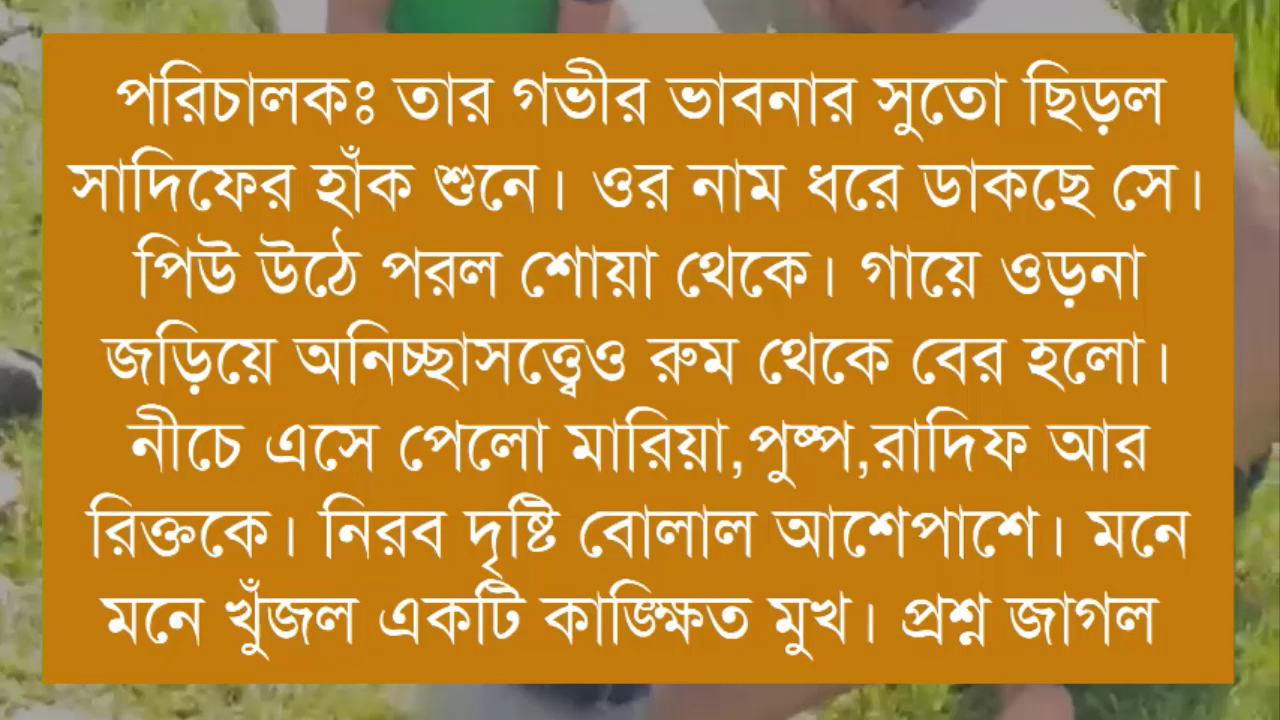 পরিচালকঃ তার গভীর ভাবনার সুতো ছিড়ল
সাদিফের হাঁক শুনে। ওর নাম ধরে ডাকছে সে।
পিউ উঠে পরল শোয়া থেকে। গায়ে ওড়না
জড়িয়ে অনিচ্ছাসত্ত্বেও রুম থেকে বের হলো।
নীচে এসে পেলো মারিয়া,পুষ্প,রাদিফ আর
রিক্তকে। নিরব দৃষ্টি বোলাল আশেপাশে। মনে
মনে খুঁজল একটি কাঙ্ক্ষিত মুখ। প্রশ্ন জাগল